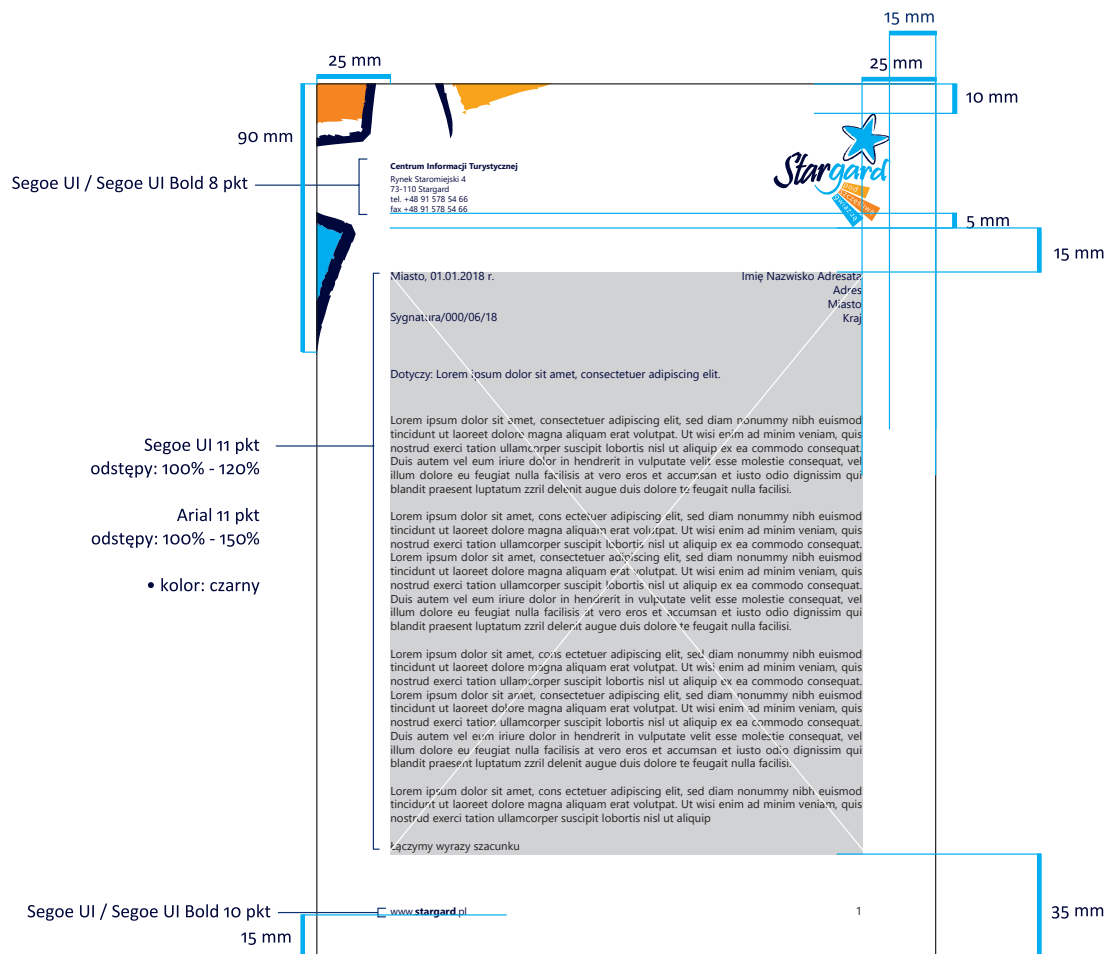 15 mm
25 mm
25 mm
10 mm
90 mm
Segoe UI / Segoe UI Bold 8 pkt
Centrum Informacji Turystycznej
Rynek Staromiejski 4
73-110 Stargard
tel. +48 91 578 54 66
fax +48 91 578 54 66
Stargard
pod
szczęśliwą
gwiazdą
5 mm
15 mm
Miasto, 01.01.2018 r.
Imię Nazwisko Adresata
Adres
Miasto
Sygnatura/000/06/18
Kraj
Dotyczy: Lorem ipsum dolor sit amet, consectetuer adipiscing elit.
Segoe UI 11 pkt
odstępy: 100% - 120%
Arial 11 pkt
odstępy: 100% - 150%
• kolor: czarny
Lorem ipsum dolor sit amet, consectetuer adipiscing elit, sed diam nonummy nibh euismod
tincidunt ut laoreet dolore magna aliquam erat volutpat. Ut wisi enim ad minim veniam, quis
nostrud exerci tation ullamcorper suscipit lobortis nisl ut aliquip ex ea commodo consequat.
Duis autem vel eum iriure dolor in hendrerit in vulputate velit esse molestie consequat, vel
illum dolore eu feugiat nulla facilisis at vero eros et accumsan et iusto odio dignissim qui
blandit praesent luptatum zzril delenit augue duis dolore te feugait nulla facilisi.
Lorem ipsum dolor sit amet, cons ectetuer adipiscing elit, sed diam nonummy nibh euismod
tincidunt ut laoreet dolore magna aliquam erat volutpat. Ut wisi enim ad minim veniam, quis
nostrud exerci tation ullamcorper suscipit lobortis nisl ut aliquip ex ea commodo consequat.
Lorem ipsum dolor sit amet, consectetuer adipiscing elit, sed diam nonummy nibh euismod
tincidunt ut laoreet dolore magna aliquam erat volutpat. Ut wisi enim ad minim veniam, quis
nostrud exerci tation ullamcorper suscipit lobortis nisl ut aliquip ex ea commodo consequat.
Duis autem vel eum iriure dolor in hendrerit in vulputate velit esse molestie consequat, vel
illum dolore eu feugiat nulla facilisis at vero eros et accumsan et iusto odio dignissim qui
blandit praesent luptatum zzril delenit augue duis dolore te feugait nulla facilisi.
Lorem ipsum dolor sit amet, cons ectetuer adipiscing elit, sed diam nonummy nibh euismod
tincidunt ut laoreet dolore magna aliquam erat volutpat. Ut wisi enim ad minim veniam, quis
nostrud exerci tation ullamcorper suscipit lobortis nisl ut aliquip ex ea commodo consequat.
Lorem ipsum dolor sit amet, consectetuer adipiscing elit, sed diam nonummy nibh euismod
tincidunt ut laoreet dolore magna aliquam erat volutpat. Ut wisi enim ad minim veniam, quis
nostrud exerci tation ullamcorper suscipit lobortis nisl ut aliquip ex ea commodo consequat.
Duis autem vel eum iriure dolor in hendrerit in vulputate velit esse molestie consequat, vel
illum dolore eu feugiat nulla facilisis at vero eros et accumsan et iusto odio dignissim qui
blandit praesent luptatum zzril delenit augue duis dolore te feugait nulla facilisi.
Lorem ipsum dolor sit amet, cons ectetuer adipiscing elit, sed diam nonummy nibh euismod
tincidunt ut laoreet dolore magna aliquam erat volutpat. Ut wisi enim ad minim veniam, quis
nostrud exerci tation ullamcorper suscipit lobortis nisl ut aliquip
Łączymy wyrazy szacunku
Segoe UI / Segoe UI Bold 10 pkt
www.stargard.pl
1
35 mm
15 mm